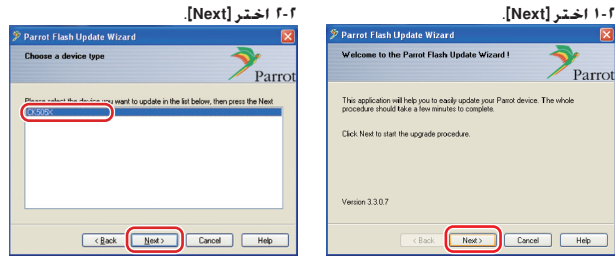 ١-٢ اختر [Next].
Parrot Flash Update Wizard
Welcome to the Parrot Flash Update Wizard !
Parrot
This application will help you to easily update your Parrot device. The whole
procedure should take a few minutes to complete.
Click Next to start the upgrade procedure.
Version 3.3.0.7
< Back
Next >
Cancel
Help
٢-٢ اختر [Next].
Parrot Flash Update Wizard
Choose a device type
Parrot
Please select the device you want to update in the list below, then press the Next
CK505X
< Back
Next >
Cancel
Help